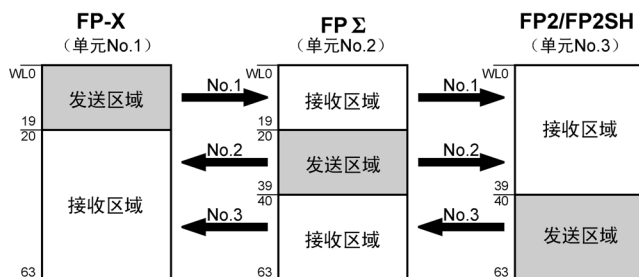 FP-X
（单元No.1）
FP Σ
（单元No.2）
FP2/FP2SH
（单元No.3）
WL0
发送区域
19
20
接收区域
63
No.1
No.2
No.3
WL0
接收区域
19
20
发送区域
39
40
接收区域
63
No.1
No.2
No.3
WL0
接收区域
39
40
发送区域
63